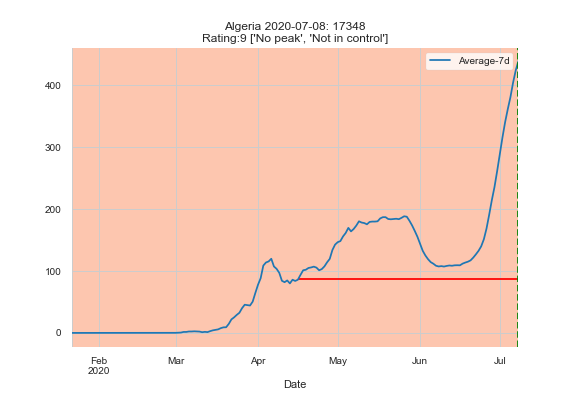 Algeria 2020-07-08: 17348
Rating:9 ['No peak', 'Not in control']
Average-7d
400
300
200
100
0
Feb
2020
Mar
Apr
May
Jun
Jul
Date